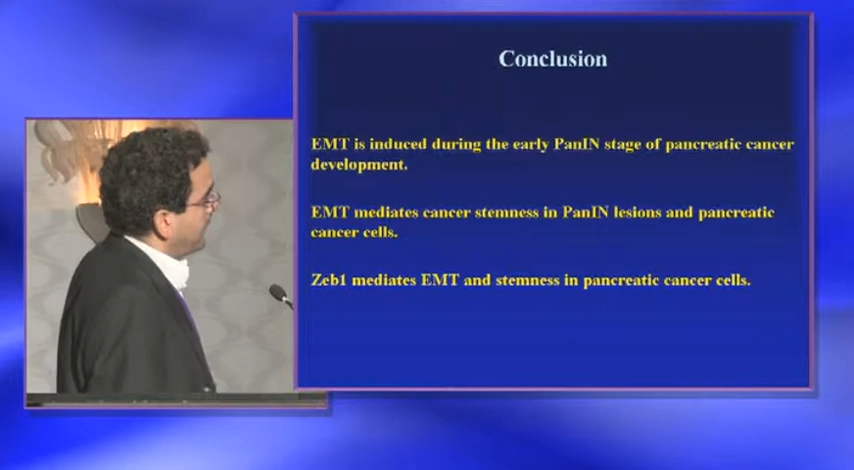 Conclusion
EMT is induced during the early PanIN stage of pancreatic cancer
development.
EMT mediates cancer stemness in PanIN lesions and pancreatic
cancer cells.
Zeb1 mediates EMT and stemness in pancreatic cancer cells.